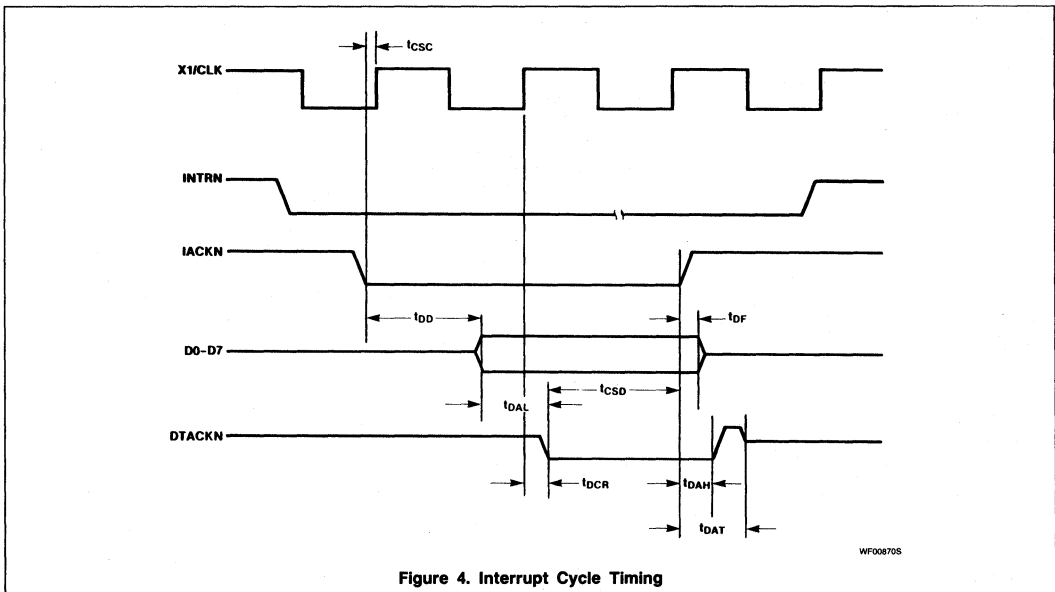 tCSC
X1/CLK
INTRN
IACKN
tDD
tDF
D0–D7
tCSD
tDAL
DTACKN
tDCR
tDAH
tDAT
WF00870S
Figure 4. Interrupt Cycle Timing